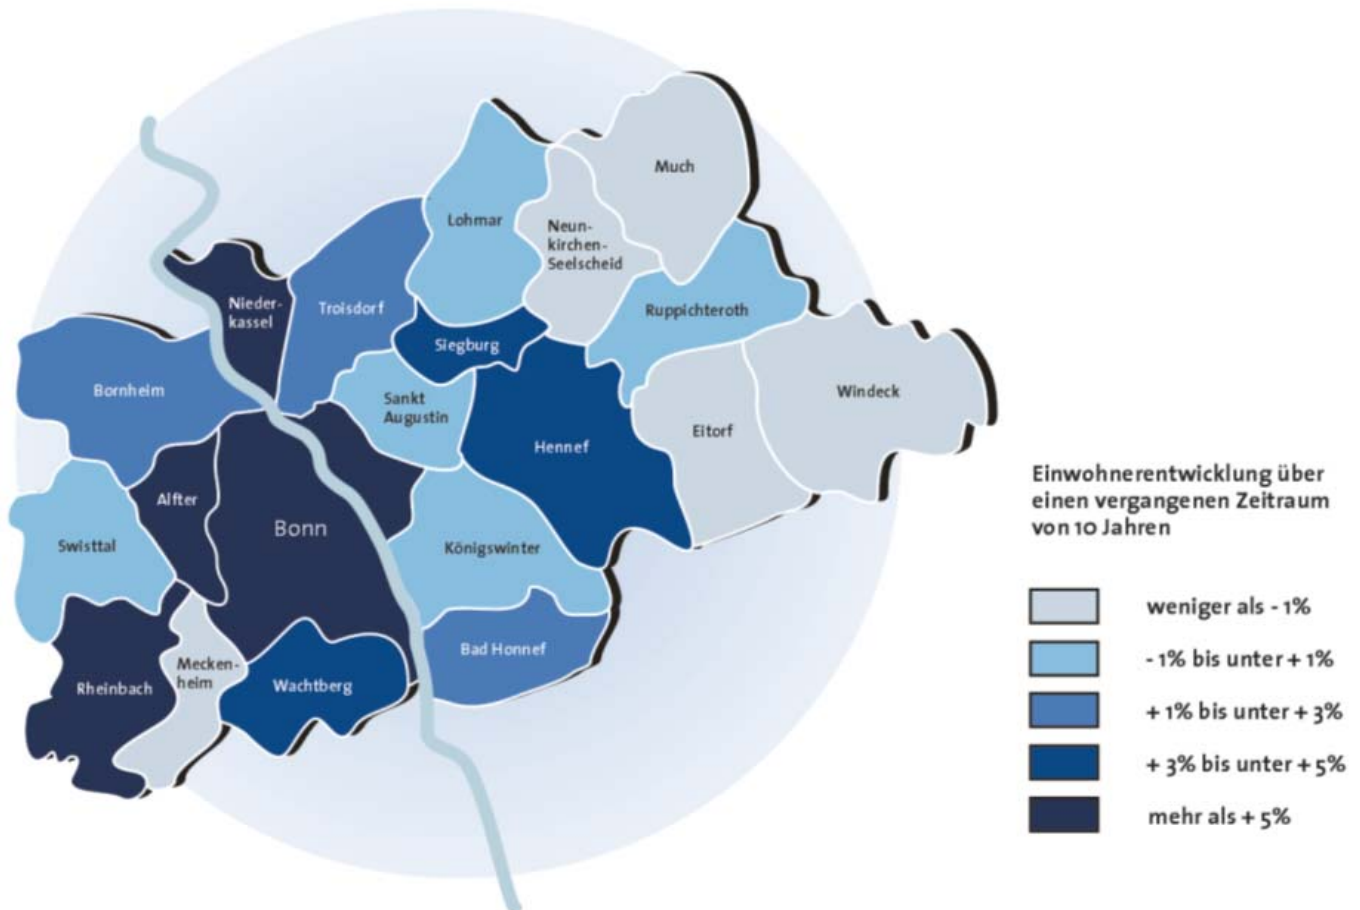 Much
Lohmar
Neun-
kirchen-
Seelscheid
Nieder-
kassel
Troisdorf
Ruppichteroth
Siegburg
Bornheim
Sankt
Augustin
Windeck
Eitorf
Hennef
Alfter
Bonn
Swisttal
Königswinter
Bad Honnef
Mecken-
heim
Rheinbach
Wachtberg
Einwohnerentwicklung über
einen vergangenen Zeitraum
von 10 Jahren
weniger als - 1%
- 1% bis unter + 1%
+ 1% bis unter + 3%
+ 3% bis unter + 5%
mehr als + 5%